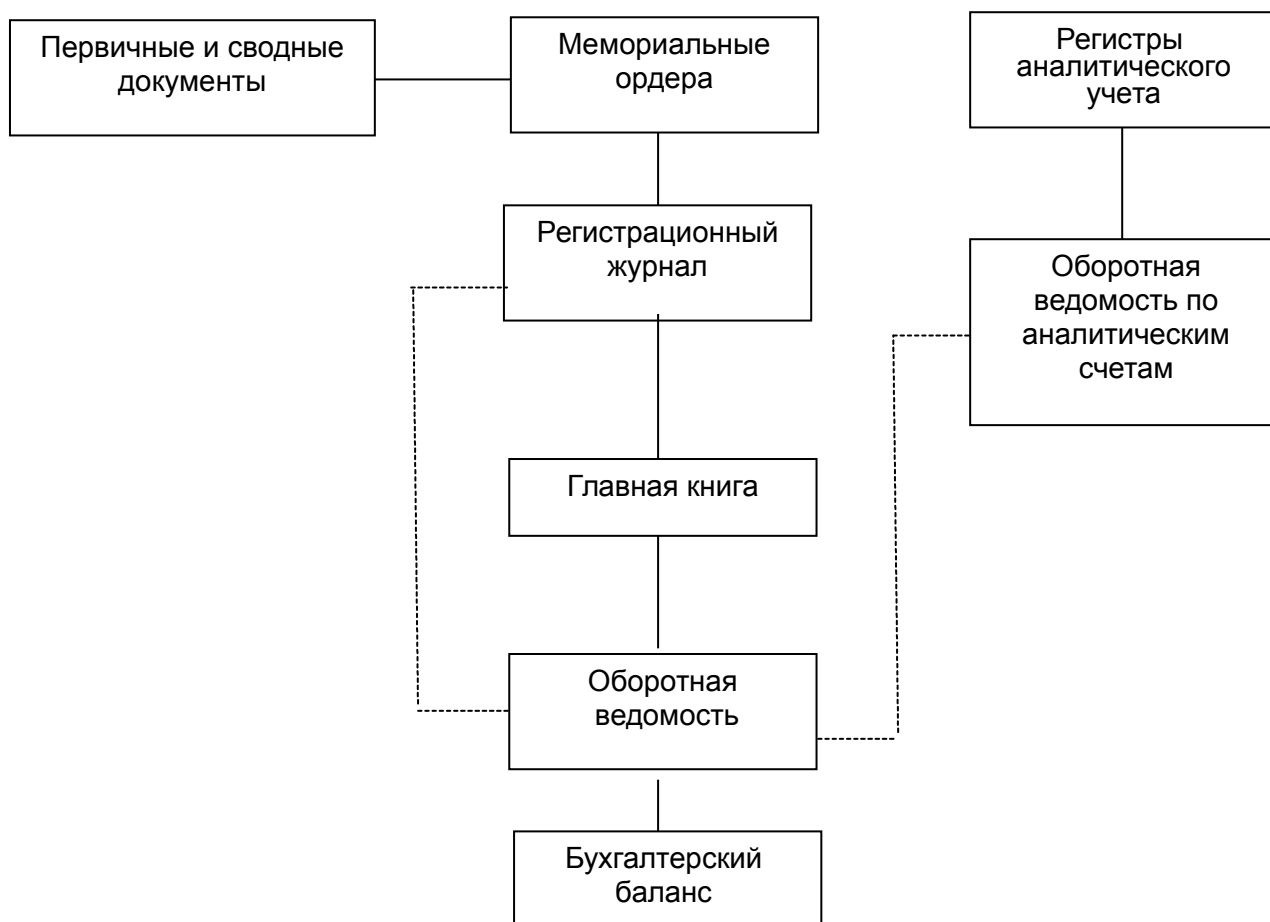 Первичные и сводные
документы
Мемориальные
ордера
Регистры
аналитического
учета
Регистрационный
журнал
Оборотная
ведомость по
аналитическим
счетам
Главная книга
Оборотная
ведомость
Бухгалтерский
баланс